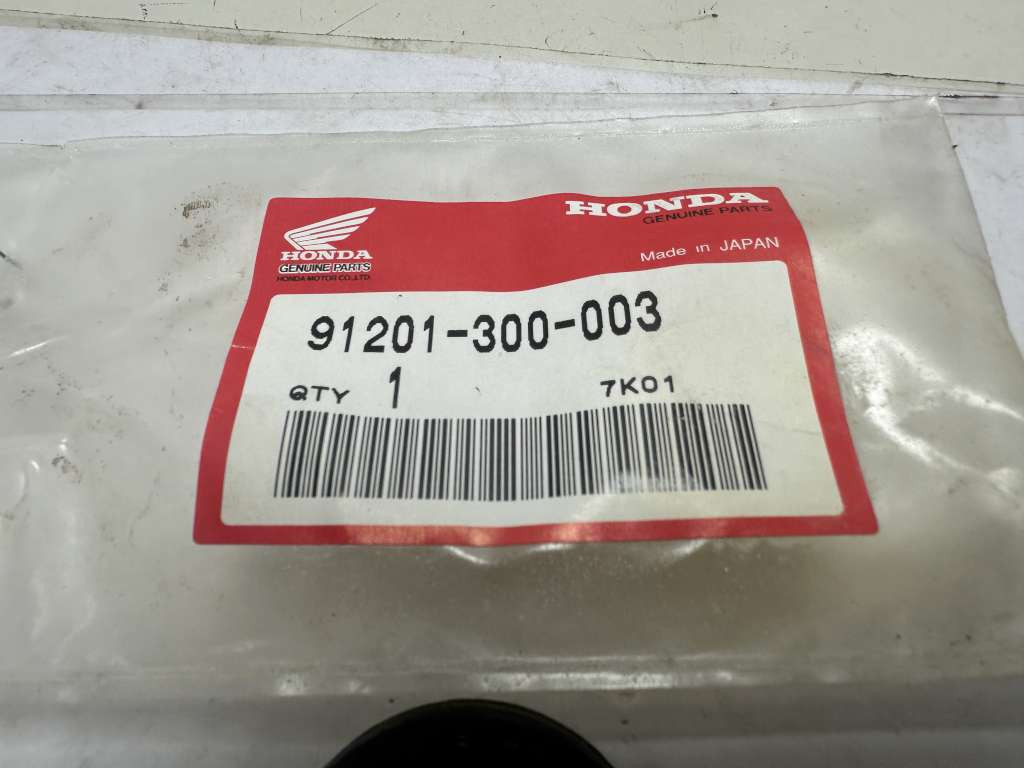 HONDA
GENUINE PARTS
HONDA MOTOR CO.,LTD.
HONDA
GENUINE PARTS
Made in JAPAN
91201-300-003
QTY 1 7K01